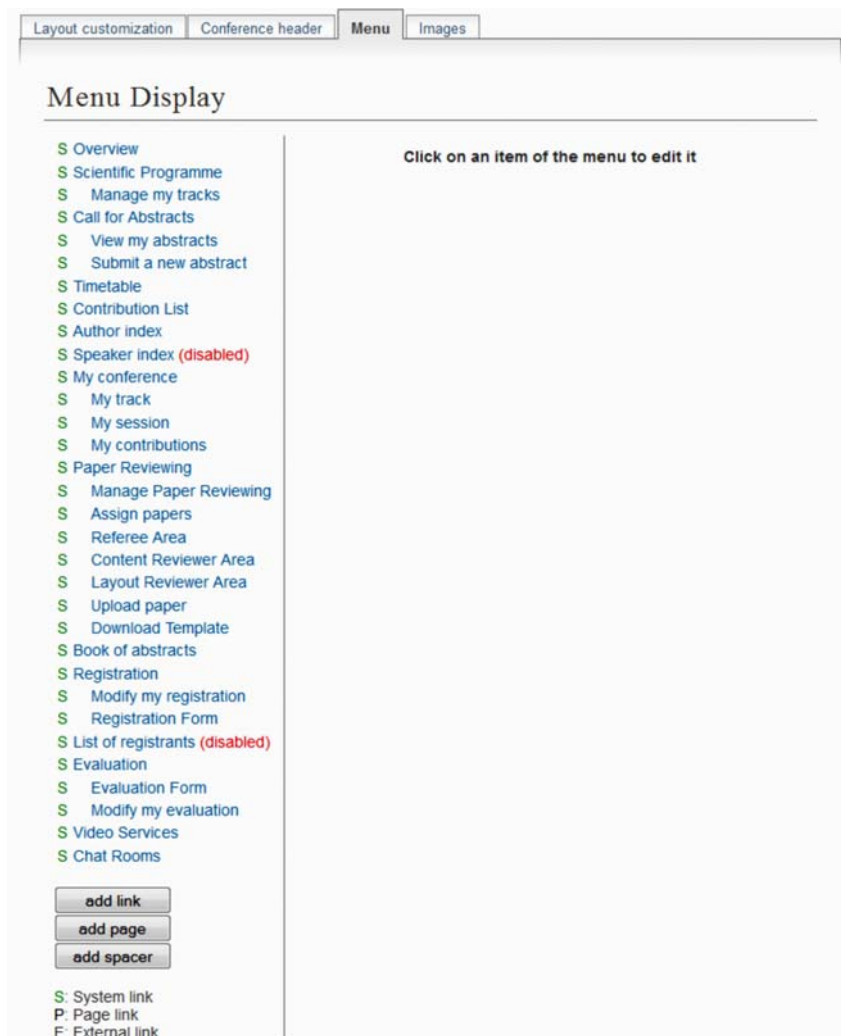 Layout customization Conference header Menu Images
Menu Display
S Overview
S Scientific Programme
S Manage my tracks
S Call for Abstracts
S View my abstracts
S Submit a new abstract
S Timetable
S Contribution List
S Author index
S Speaker index (disabled)
S My conference
S My track
S My session
S My contributions
S Paper Reviewing
S Manage Paper Reviewing
S Assign papers
S Referee Area
S Content Reviewer Area
S Layout Reviewer Area
S Upload paper
S Download Template
S Book of abstracts
S Registration
S Modify my registration
S Registration Form
S List of registrants (disabled)
S Evaluation
S Evaluation Form
S Modify my evaluation
S Video Services
S Chat Rooms
add link
add page
add spacer
S: System link
P: Page link
E: External link
Click on an item of the menu to edit it